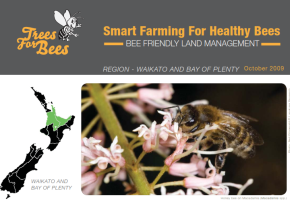 Trees
For
Bees
Smart Farming For Healthy Bees
BEE FRIENDLY LAND MANAGEMENT
REGION - WAIKATO AND BAY OF PLENTY October 2009
WAIKATO AND
BAY OF PLENTY